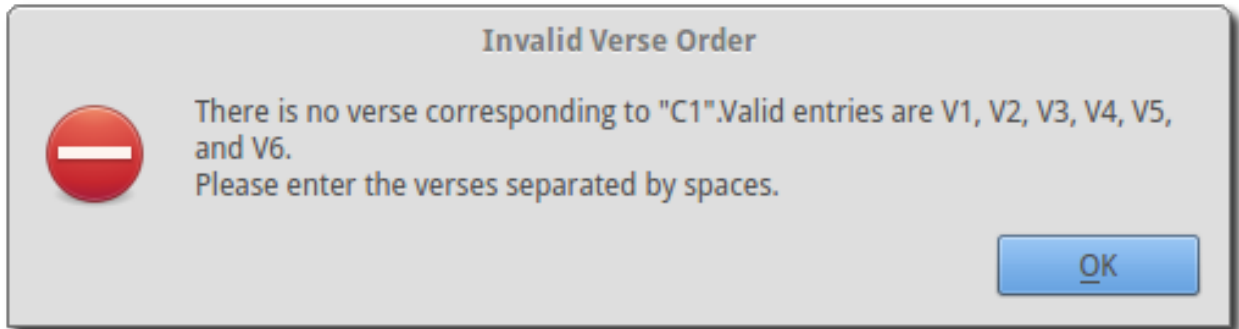 Invalid Verse Order
There is no verse corresponding to "C1".Valid entries are V1, V2, V3, V4, V5,
and V6.
Please enter the verses separated by spaces.
OK